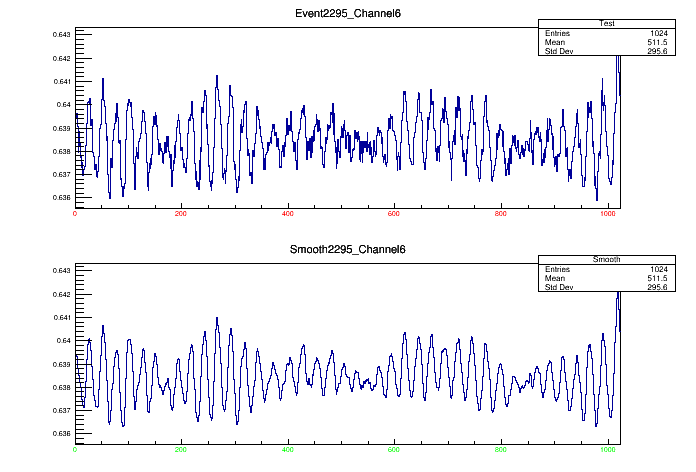 Event2295_Channel6
Test
Entries 1024
Mean 511.5
Std Dev 295.6
0.643
0.642
0.641
0.64
0.639
0.638
0.637
0.636
0 200 400 600 800 1000
Smooth2295_Channel6
Smooth
Entries 1024
Mean 511.5
Std Dev 295.6
0.643
0.642
0.641
0.64
0.639
0.638
0.637
0.636
0 200 400 600 800 1000